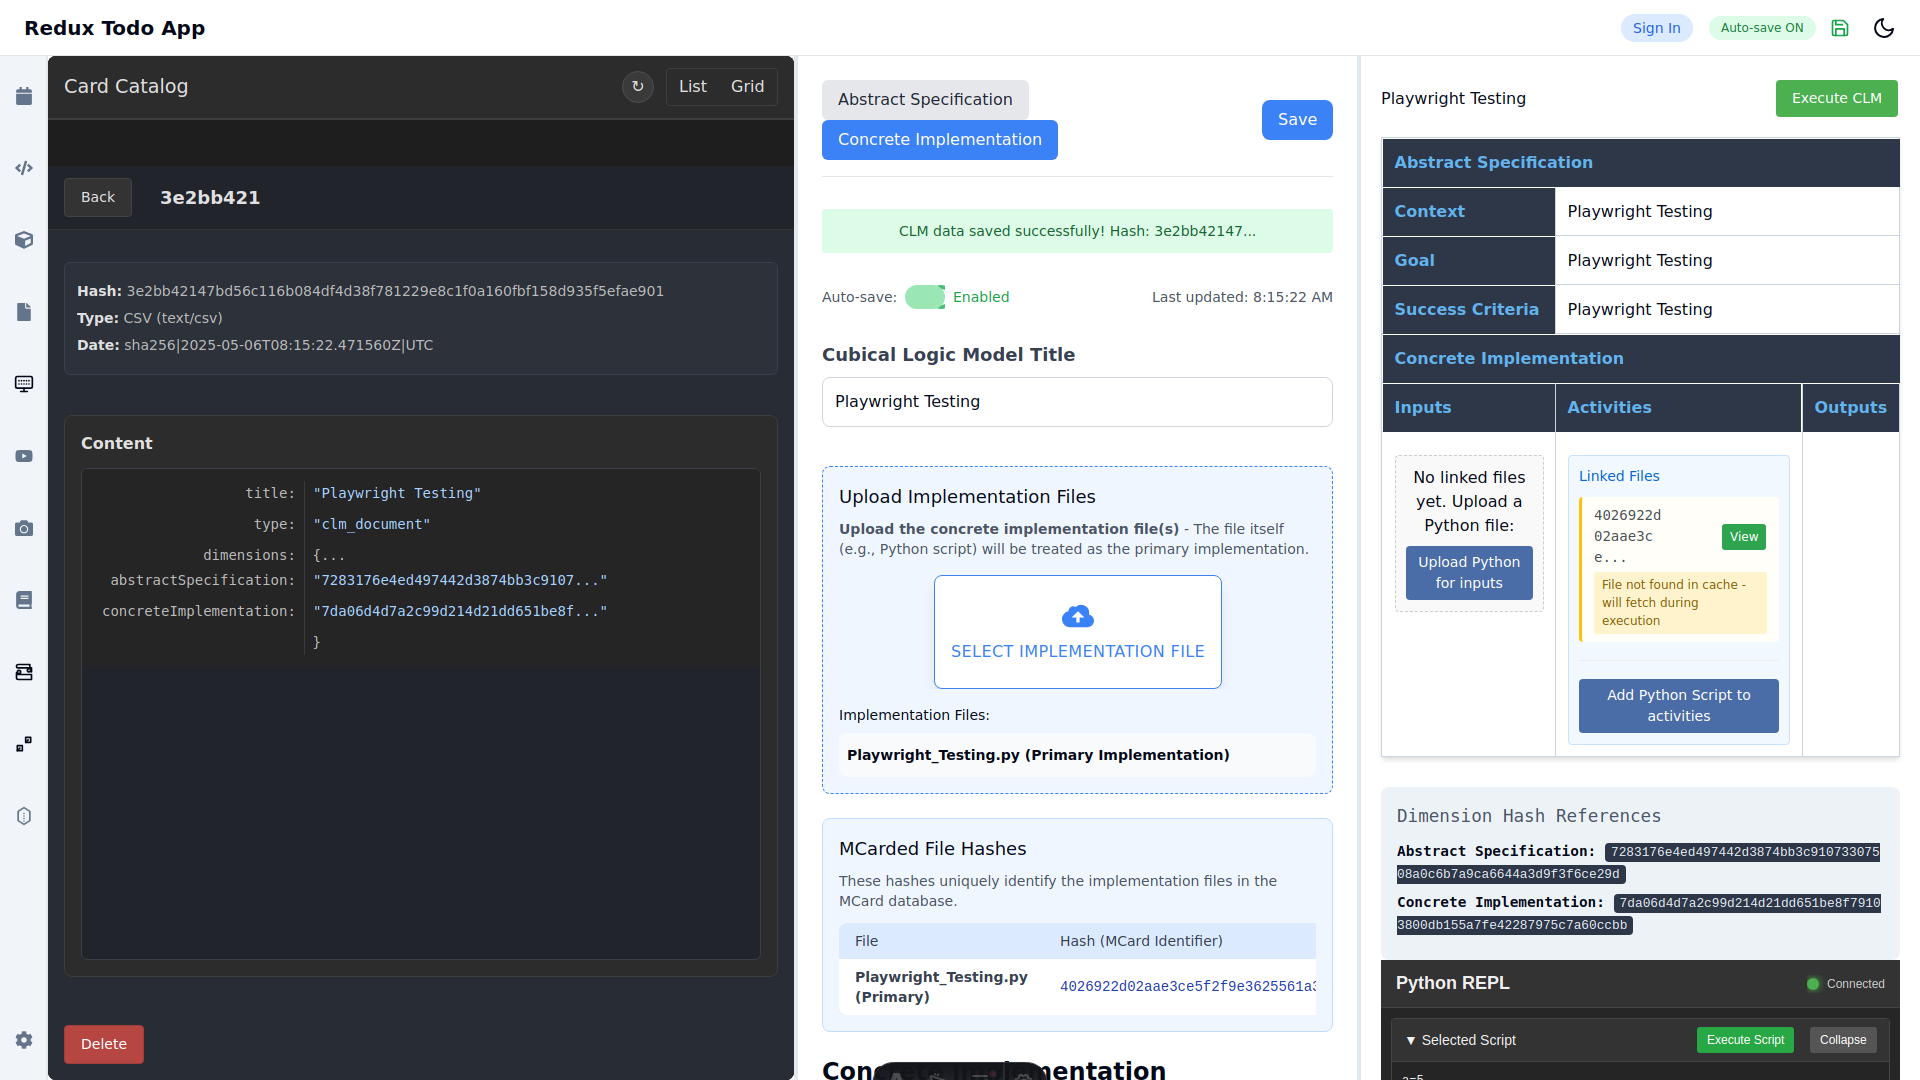 Redux Todo App
Sign In
Auto-save ON
Card Catalog
↻
List
Grid
Back
3e2bb421
Hash: 3e2bb42147bd56c116b084df4d38f781229e8c1f0a160fbf158d935f5efae901
Type: CSV (text/csv)
Date: sha256|2025-05-06T08:15:22.471560Z|UTC
Content
title: "Playwright Testing"
type: "clm_document"
dimensions: {...
abstractSpecification: "7283176e4ed497442d3874bb3c9107..."
concreteImplementation: "7da06d4d7a2c99d214d21dd651be8f..."
}
Delete
Abstract Specification
Concrete Implementation
Save
CLM data saved successfully! Hash: 3e2bb42147...
Auto-save:
Enabled
Last updated: 8:15:22 AM
Cubical Logic Model Title
Playwright Testing
Upload Implementation Files
Upload the concrete implementation file(s) - The file itself
(e.g., Python script) will be treated as the primary implementation.
SELECT IMPLEMENTATION FILE
Implementation Files:
Playwright_Testing.py (Primary Implementation)
MCarded File Hashes
These hashes uniquely identify the implementation files in the
MCard database.
File
Hash (MCard Identifier)
Playwright_Testing.py
(Primary)
4026922d02aae3ce5f2f9e3625561a3
Playwright Testing
Execute CLM
Abstract Specification
Context
Playwright Testing
Goal
Playwright Testing
Success Criteria
Playwright Testing
Concrete Implementation
Inputs
Activities
Outputs
No linked files
yet. Upload a
Python file:
Upload Python
for inputs
Linked Files
4026922d
02aae3c
e...
View
File not found in cache -
will fetch during
execution
Add Python Script to
activities
Dimension Hash References
Abstract Specification: 7283176e4ed497442d3874bb3c910733075
08a0c6b7a9ca6644a3d9f3f6ce29d
Concrete Implementation: 7da06d4d7a2c99d214d21dd651be8f7910
3800db155a7fe42287975c7a60ccbb
Python REPL
Connected
▼ Selected Script
Execute Script
Collapse
a=5